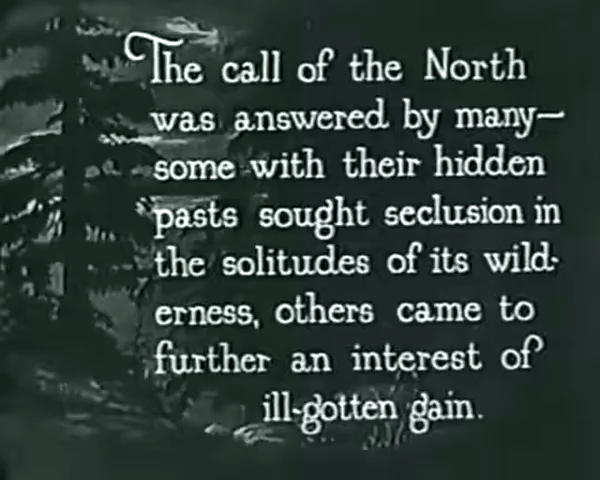 The call of the North
was answered by many—
some with their hidden
pasts sought seclusion in
the solitudes of its wild-
erness, others came to
further an interest of
ill-gotten gain.